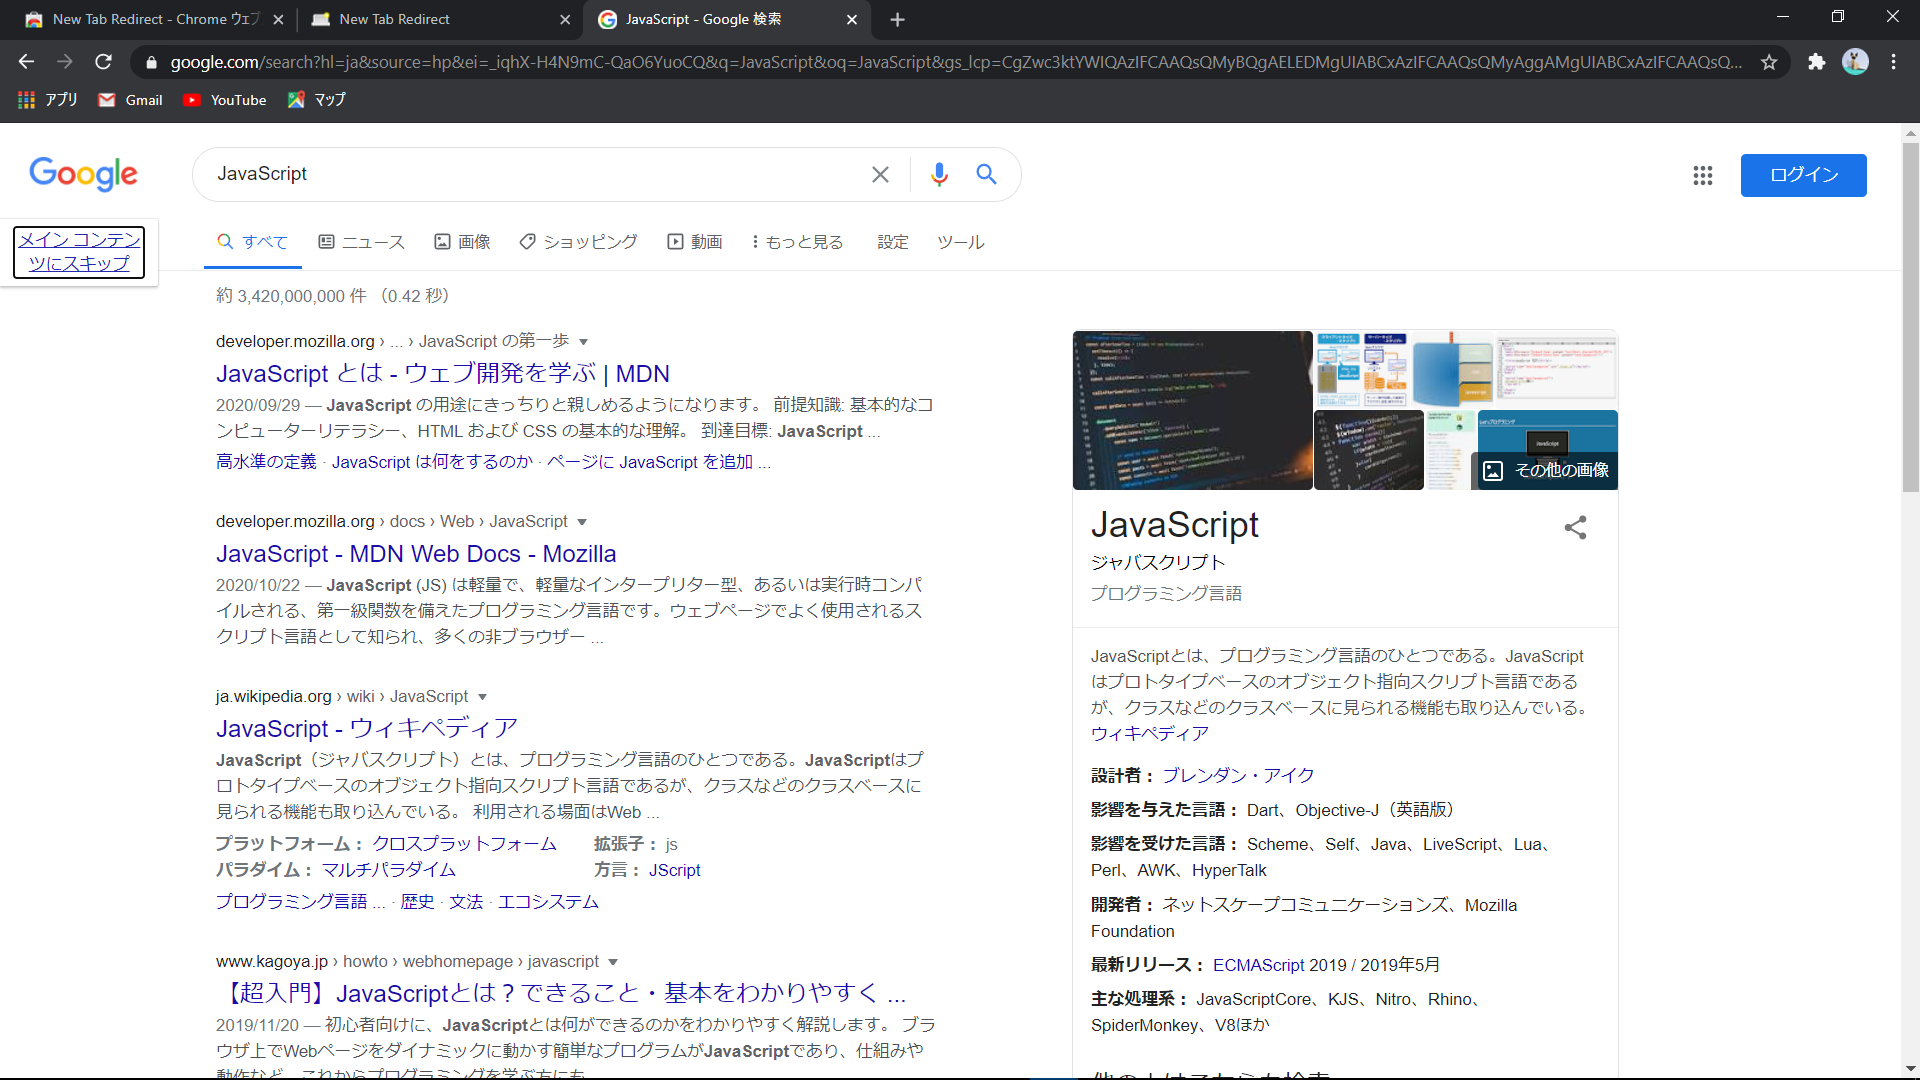 New Tab Redirect - Chrome ウェブ
New Tab Redirect
JavaScript - Google 検索
google.com/search?hl=ja&source=hp&ei=_iqhX-H4N9mC-QaO6YuoCQ&q=JavaScript&oq=JavaScript&gs_lcp=CgZwc3ktYWIQAzIFCAAQsQMyBQgAELEDMgUIABCxAzIFCAAQsQMyAggAMgUIABCxAzIFCAAQsQ...
アプリ
Gmail
YouTube
マップ
Google
JavaScript
ログイン
メイン コンテン
ツにスキップ
すべて
ニュース
画像
ショッピング
動画
もっと見る
設定
ツール
約 3,420,000,000 件 （0.42 秒）
developer.mozilla.org › ... › JavaScript の第一歩
JavaScript とは - ウェブ開発を学ぶ | MDN
2020/09/29 — JavaScript の用途にきっちりと親しめるようになります。 前提知識: 基本的なコ
ンピューターリテラシー、HTML および CSS の基本的な理解。 到達目標: JavaScript ...
高水準の定義 · JavaScript は何をするのか · ページに JavaScript を追加 ...
developer.mozilla.org › docs › Web › JavaScript
JavaScript - MDN Web Docs - Mozilla
2020/10/22 — JavaScript (JS) は軽量で、軽量なインタープリター型、あるいは実行時コンパ
イルされる、第一級関数を備えたプログラミング言語です。ウェブページでよく使用されるス
クリプト言語として知られ、多くの非ブラウザー ...
ja.wikipedia.org › wiki › JavaScript
JavaScript - ウィキペディア
JavaScript（ジャバスクリプト）とは、プログラミング言語のひとつである。JavaScriptはプ
ロトタイプベースのオブジェクト指向スクリプト言語であるが、クラスなどのクラスベースに
見られる機能も取り込んでいる。 利用される場面はWeb ...
プラットフォーム： クロスプラットフォーム
拡張子： js
パラダイム： マルチパラダイム
方言： JScript
プログラミング言語 ... · 歴史 · 文法 · エコシステム
www.kagoya.jp › howto › webhomepage › javascript
【超入門】JavaScriptとは？できること・基本をわかりやすく ...
2019/11/20 — 初心者向けに、JavaScriptとは何ができるのかをわかりやすく解説します。 ブラ
ウザ上でWebページをダイナミックに動かす簡単なプログラムがJavaScriptであり、仕組みや
動作など、これからプログラミングを学ぶ方にも
その他の画像
JavaScript
ジャバスクリプト
プログラミング言語
JavaScriptとは、プログラミング言語のひとつである。JavaScript
はプロトタイプベースのオブジェクト指向スクリプト言語である
が、クラスなどのクラスベースに見られる機能も取り込んでいる。
ウィキペディア
設計者： ブレンダン・アイク
影響を与えた言語： Dart、Objective-J（英語版）
影響を受けた言語： Scheme、Self、Java、LiveScript、Lua、
Perl、AWK、HyperTalk
開発者： ネットスケープコミュニケーションズ、Mozilla
Foundation
最新リリース： ECMAScript 2019 / 2019年5月
主な処理系： JavaScriptCore、KJS、Nitro、Rhino、
SpiderMonkey、V8ほか
他の人はこちらも検索